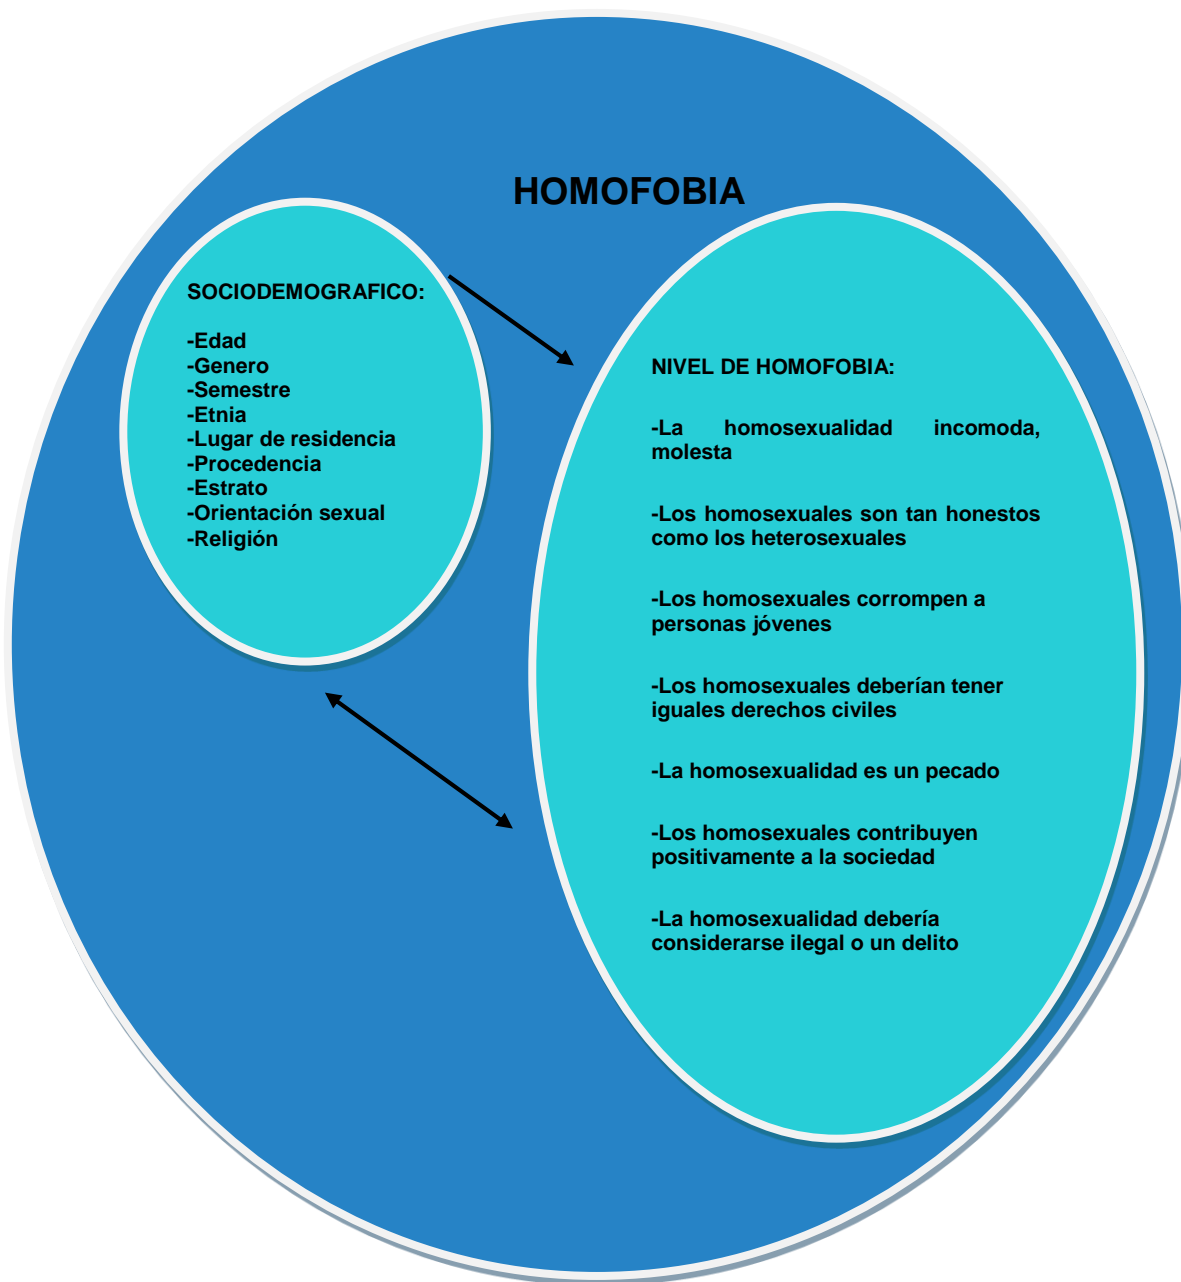 HOMOFOBIA
SOCIODEMOGRAFICO:
-Edad
-Genero
-Semestre
-Etnia
-Lugar de residencia
-Procedencia
-Estrato
-Orientación sexual
-Religión
NIVEL DE HOMOFOBIA:
-La homosexualidad incomoda,
molesta
-Los homosexuales son tan honestos
como los heterosexuales
-Los homosexuales corrompen a
personas jóvenes
-Los homosexuales deberían tener
iguales derechos civiles
-La homosexualidad es un pecado
-Los homosexuales contribuyen
positivamente a la sociedad
-La homosexualidad debería
considerarse ilegal o un delito